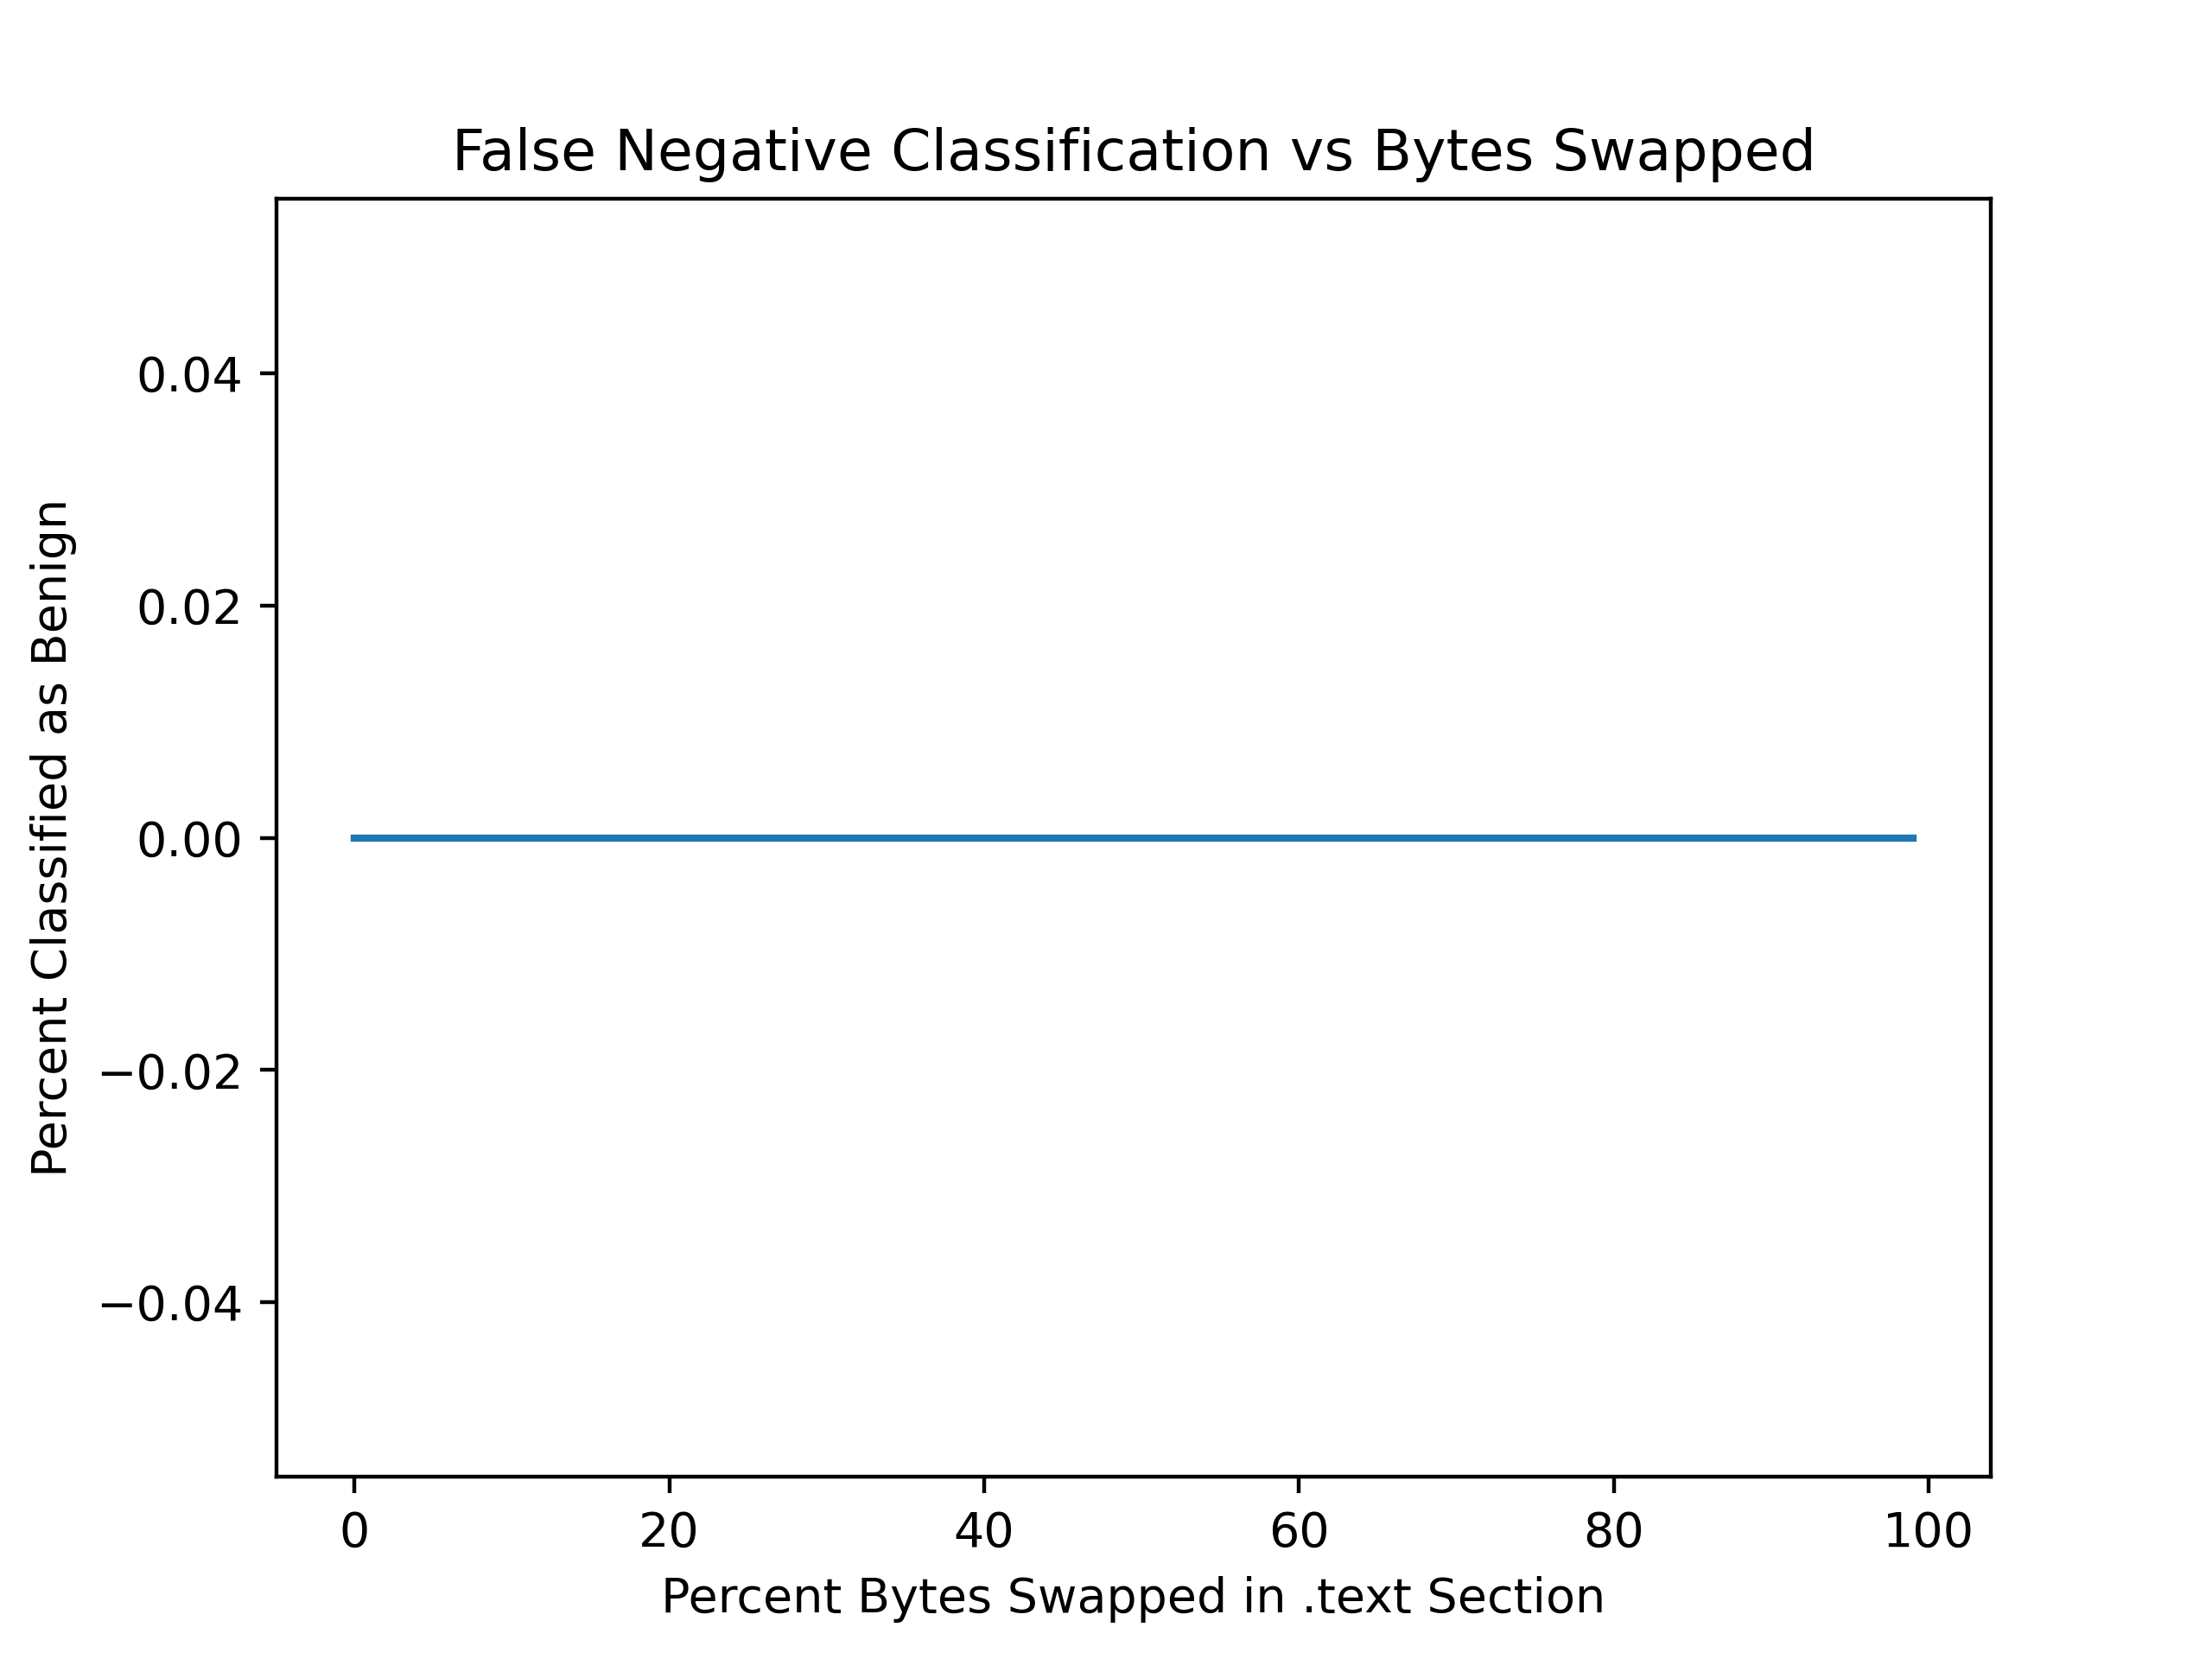 False Negative Classification vs Bytes Swapped
Percent Classified as Benign
0.04
0.02
0.00
−0.02
−0.04
0 20 40 60 80 100
Percent Bytes Swapped in .text Section